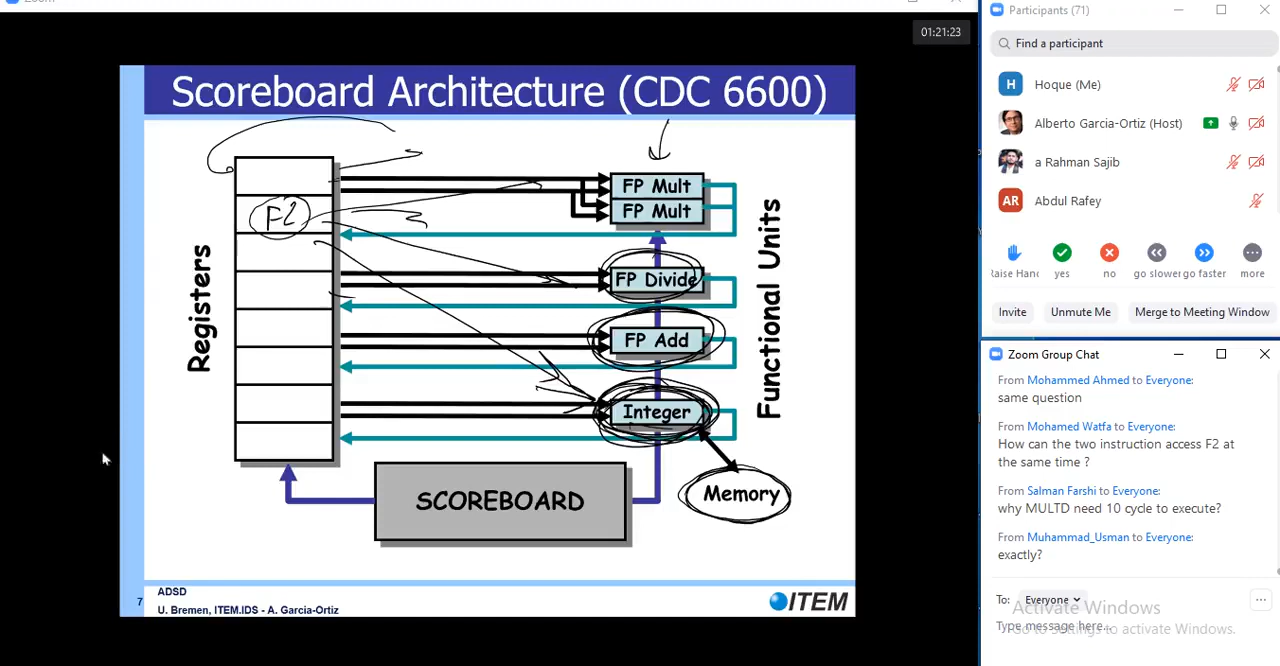 Zoom
01:21:23
Scoreboard Architecture (CDC 6600)
F2
Registers
FP Mult
FP Mult
FP Divide
FP Add
Integer
Functional Units
SCOREBOARD
Memory
7
ADSD
U. Bremen, ITEM.IDS - A. Garcia-Ortiz
ITEM
Participants (71)
Find a participant
H
Hoque (Me)
Alberto Garcia-Ortiz (Host)
a Rahman Sajib
AR
Abdul Rafey
Raise Hand
yes
no
go slower
go faster
more
Invite
Unmute Me
Merge to Meeting Window
Zoom Group Chat
From Mohammed Ahmed to Everyone:
same question
From Mohamed Watfa to Everyone:
How can the two instruction access F2 at
the same time ?
From Salman Farshi to Everyone:
why MULTD need 10 cycle to execute?
From Muhammad_Usman to Everyone:
exactly?
To: Everyone
Type message here...
Activate Windows
Go to Settings to activate Windows.